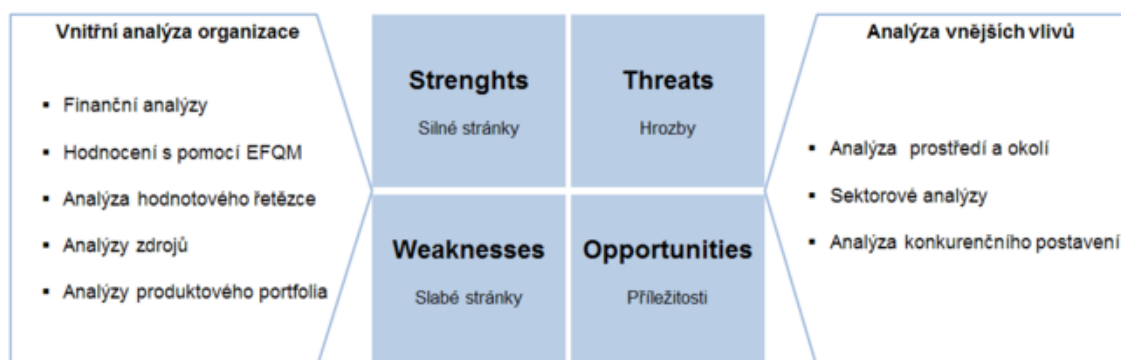 Vnitřní analýza organizace
▪ Finanční analýzy
▪ Hodnocení s pomocí EFQM
▪ Analýza hodnotového řetězce
▪ Analýzy zdrojů
▪ Analýzy produktového portfolia
Strenghts
Silné stránky
Threats
Hrozby
Weaknesses
Slabé stránky
Opportunities
Příležitosti
Analýza vnějších vlivů
▪ Analýza prostředí a okolí
▪ Sektorové analýzy
▪ Analýza konkurenčního postavení